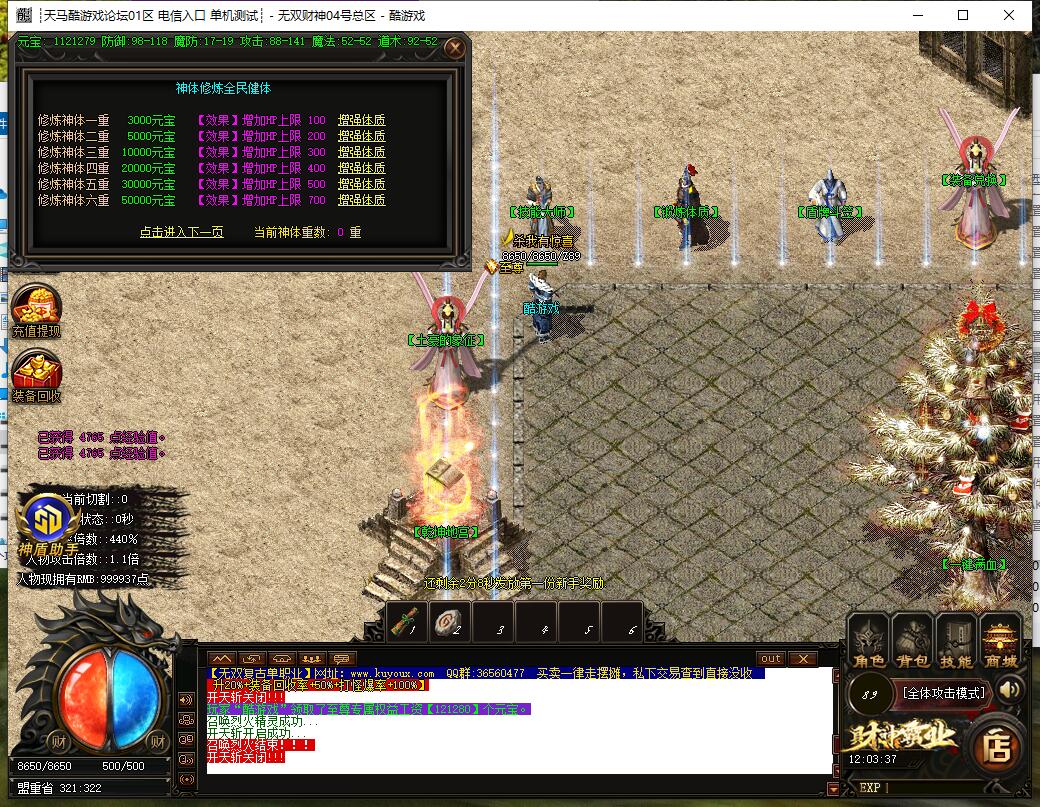 天马酷游戏论坛01区 电信入口 单机测试 - 无双财神04号总区 - 酷游戏
元宝: 1121279 防御:98-118 魔防:17-19 攻击:88-141 魔法:52-52 道术:92-52
神体修炼全民健体
修炼神体一重 3000元宝 【效果】增加HP上限 100 增强体质
修炼神体二重 5000元宝 【效果】增加HP上限 200 增强体质
修炼神体三重 10000元宝 【效果】增加HP上限 300 增强体质
修炼神体四重 20000元宝 【效果】增加HP上限 400 增强体质
修炼神体五重 30000元宝 【效果】增加HP上限 500 增强体质
修炼神体六重 50000元宝 【效果】增加HP上限 700 增强体质
点击进入下一页 当前神体重数: 0 重
【装备兑换】
【技能大师】
【锻炼体质】
【盾牌斗笠】
杀我有惊喜
8650/8650/Z89
至尊
酷游戏
【土豪的象征】
充值提现
装备回收
已获得 4765 点经验值。
已获得 4765 点经验值。
当前切割::0
状态::0秒
倍数::440%
人物攻击倍数::1.1倍
人物现拥有RMB:999937点
神盾助手
【乾坤地宫】
【一键满血】
还剩余2分8秒发放第一份新手奖励
1 2 3 4 5 6
out
【无双复古单职业】网址: www.kuyoux.com QQ群:36560477 买卖一律走摆摊，私下交易查到直接没收
升20%+装备回收率+50%+打怪爆率+100%】
开天斩关闭!!!
玩家“酷游戏”领取了至尊专属权益工资【121280】个元宝。
召唤烈火精灵成功...
开天斩开启成功...
召唤烈火结束！！！
开天斩关闭!!!
财 财
8650/8650 500/500
盟重省 321:322
角色 背包 技能 商城
89
[全体攻击模式]
财神霸业
店
12:03:37
EXP